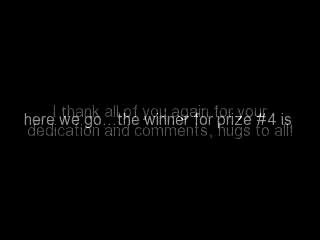 I thank all of you again for your
here we go...the winner for prize #4 is
dedication and comments, hugs to all!